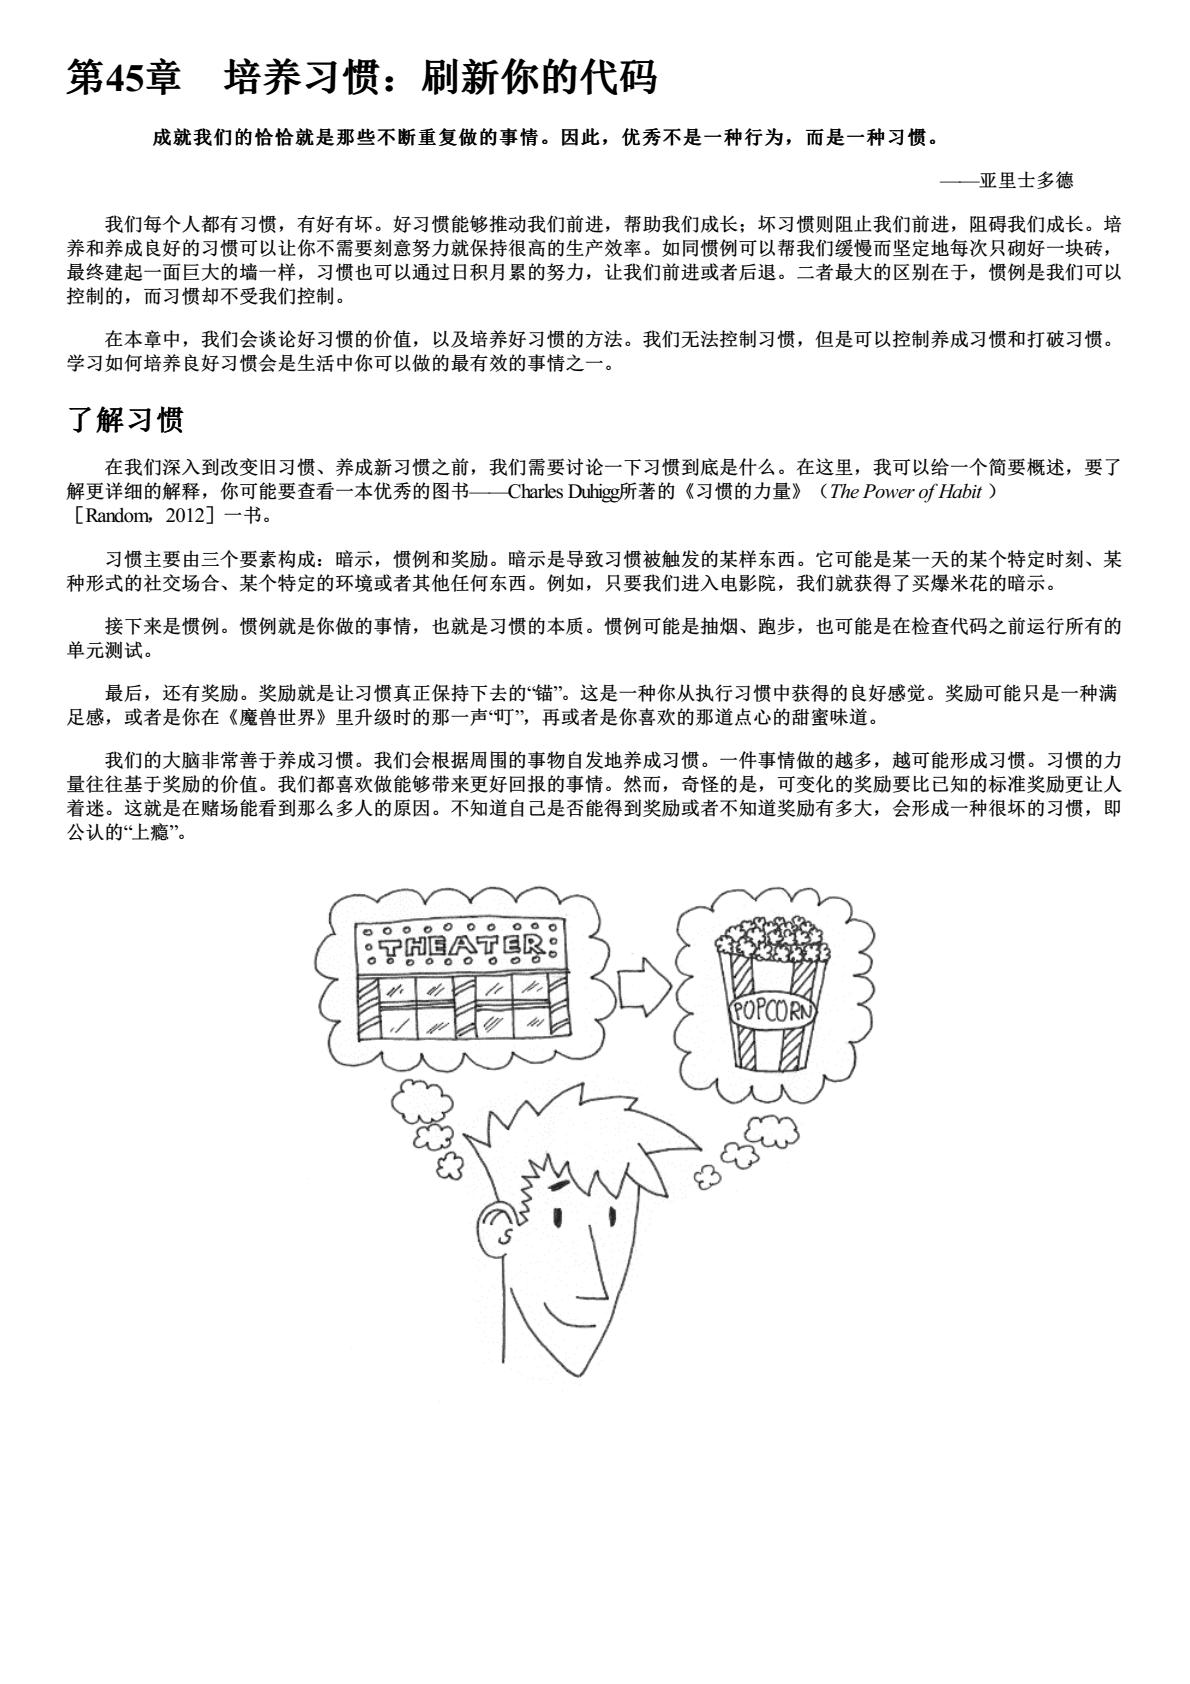 第45章　培养习惯：刷新你的代码
成就我们的恰恰就是那些不断重复做的事情。因此，优秀不是一种行为，而是一种习惯。
——亚里士多德
我们每个人都有习惯，有好有坏。好习惯能够推动我们前进，帮助我们成长；坏习惯则阻止我们前进，阻碍我们成长。培
养和养成良好的习惯可以让你不需要刻意努力就保持很高的生产效率。如同惯例可以帮我们缓慢而坚定地每次只砌好一块砖，
最终建起一面巨大的墙一样，习惯也可以通过日积月累的努力，让我们前进或者后退。二者最大的区别在于，惯例是我们可以
控制的，而习惯却不受我们控制。
在本章中，我们会谈论好习惯的价值，以及培养好习惯的方法。我们无法控制习惯，但是可以控制养成习惯和打破习惯。
学习如何培养良好习惯会是生活中你可以做的最有效的事情之一。
了解习惯
在我们深入到改变旧习惯、养成新习惯之前，我们需要讨论一下习惯到底是什么。在这里，我可以给一个简要概述，要了
解更详细的解释，你可能要查看一本优秀的图书——Charles Duhigg所著的《习惯的力量》（The Power of Habit ）
［Random，2012］一书。
习惯主要由三个要素构成：暗示，惯例和奖励。暗示是导致习惯被触发的某样东西。它可能是某一天的某个特定时刻、某
种形式的社交场合、某个特定的环境或者其他任何东西。例如，只要我们进入电影院，我们就获得了买爆米花的暗示。
接下来是惯例。惯例就是你做的事情，也就是习惯的本质。惯例可能是抽烟、跑步，也可能是在检查代码之前运行所有的
单元测试。
最后，还有奖励。奖励就是让习惯真正保持下去的“锚”。这是一种你从执行习惯中获得的良好感觉。奖励可能只是一种满
足感，或者是你在《魔兽世界》里升级时的那一声“叮”，再或者是你喜欢的那道点心的甜蜜味道。
我们的大脑非常善于养成习惯。我们会根据周围的事物自发地养成习惯。一件事情做的越多，越可能形成习惯。习惯的力
量往往基于奖励的价值。我们都喜欢做能够带来更好回报的事情。然而，奇怪的是，可变化的奖励要比已知的标准奖励更让人
着迷。这就是在赌场能看到那么多人的原因。不知道自己是否能得到奖励或者不知道奖励有多大，会形成一种很坏的习惯，即
公认的“上瘾”。
THEATER
POPCORN